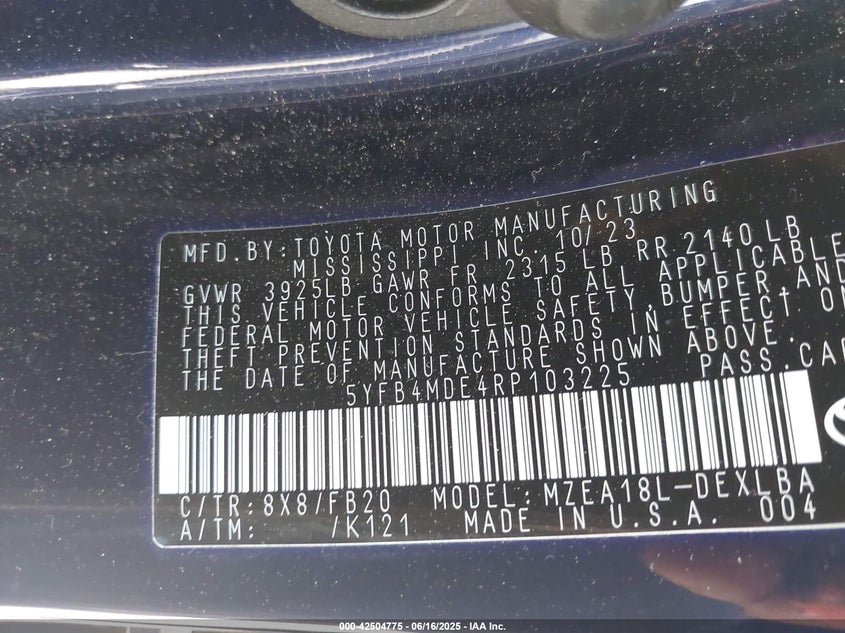 MFD.BY: TOYOTA MOTOR MANUFACTURING
MISSISSIPPI, INC. 10/23
GVWR 3925LB GAWR FR 2315 LB RR 2140 LB
THIS VEHICLE CONFORMS TO ALL APPLICABLE
FEDERAL MOTOR VEHICLE SAFETY, BUMPER, AND
THEFT PREVENTION STANDARDS IN EFFECT ON
THE DATE OF MANUFACTURE SHOWN ABOVE.
5YFB4MDE4RP103225 PASS.CAR
C/TR: 8X8/FB20 MODEL: MZEA18L-DEXLBA
A/TM: /K121 MADE IN U.S.A. 004
000-42504775 - 06/16/2025 - IAA Inc.